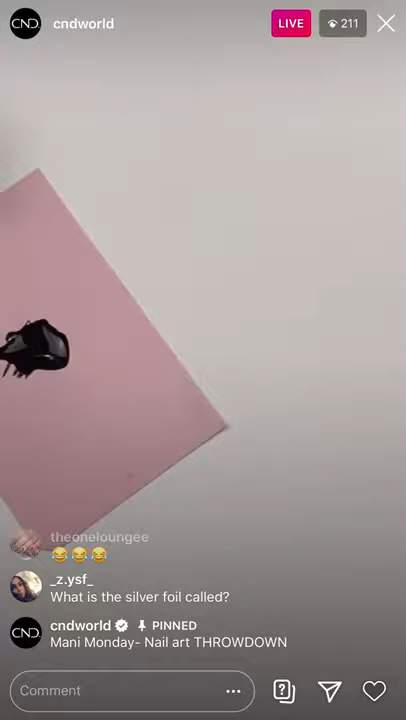 CND
cndworld
LIVE
211
theoneloungee
😂😂😂
_z.ysf_
What is the silver foil called?
CND
cndworld PINNED
Mani Monday- Nail art THROWDOWN
Comment